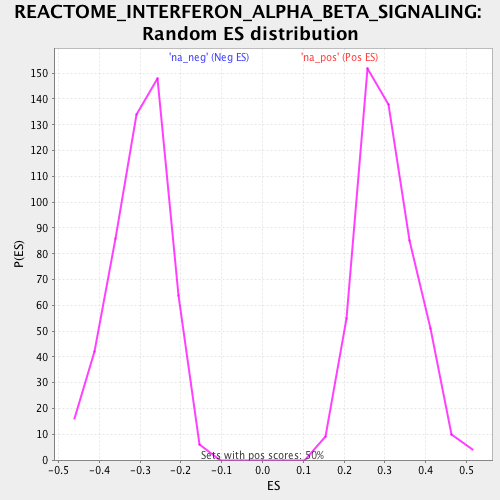 REACTOME_INTERFERON_ALPHA_BETA_SIGNALING:
Random ES distribution
'na_neg' (Neg ES) 'na_pos' (Pos ES)
150
140
130
120
110
100
90
80
70
60
50
40
30
20
10
0
P(ES)
Sets with pos scores: 50%
-0.5 -0.4 -0.3 -0.2 -0.1 0.0 0.1 0.2 0.3 0.4 0.5
ES